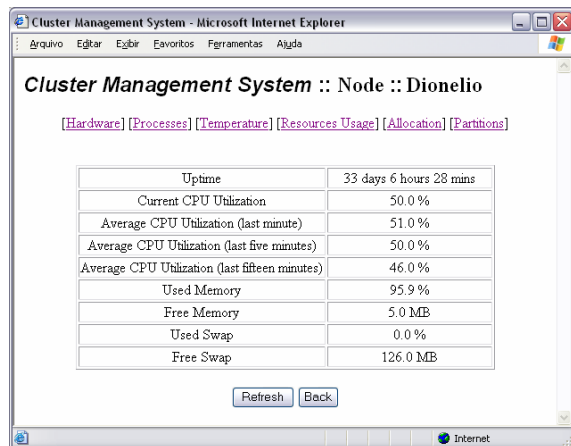 Cluster Management System - Microsoft Internet Explorer
Arquivo Editar Exibir Favoritos Ferramentas Ajuda
Cluster Management System :: Node :: Dionelio
[Hardware] [Processes] [Temperature] [Resources Usage] [Allocation] [Partitions]
Uptime 33 days 6 hours 28 mins
Current CPU Utilization 50.0 %
Average CPU Utilization (last minute) 51.0 %
Average CPU Utilization (last five minutes) 50.0 %
Average CPU Utilization (last fifteen minutes) 46.0 %
Used Memory 95.9 %
Free Memory 5.0 MB
Used Swap 0.0 %
Free Swap 126.0 MB
Refresh Back
Internet